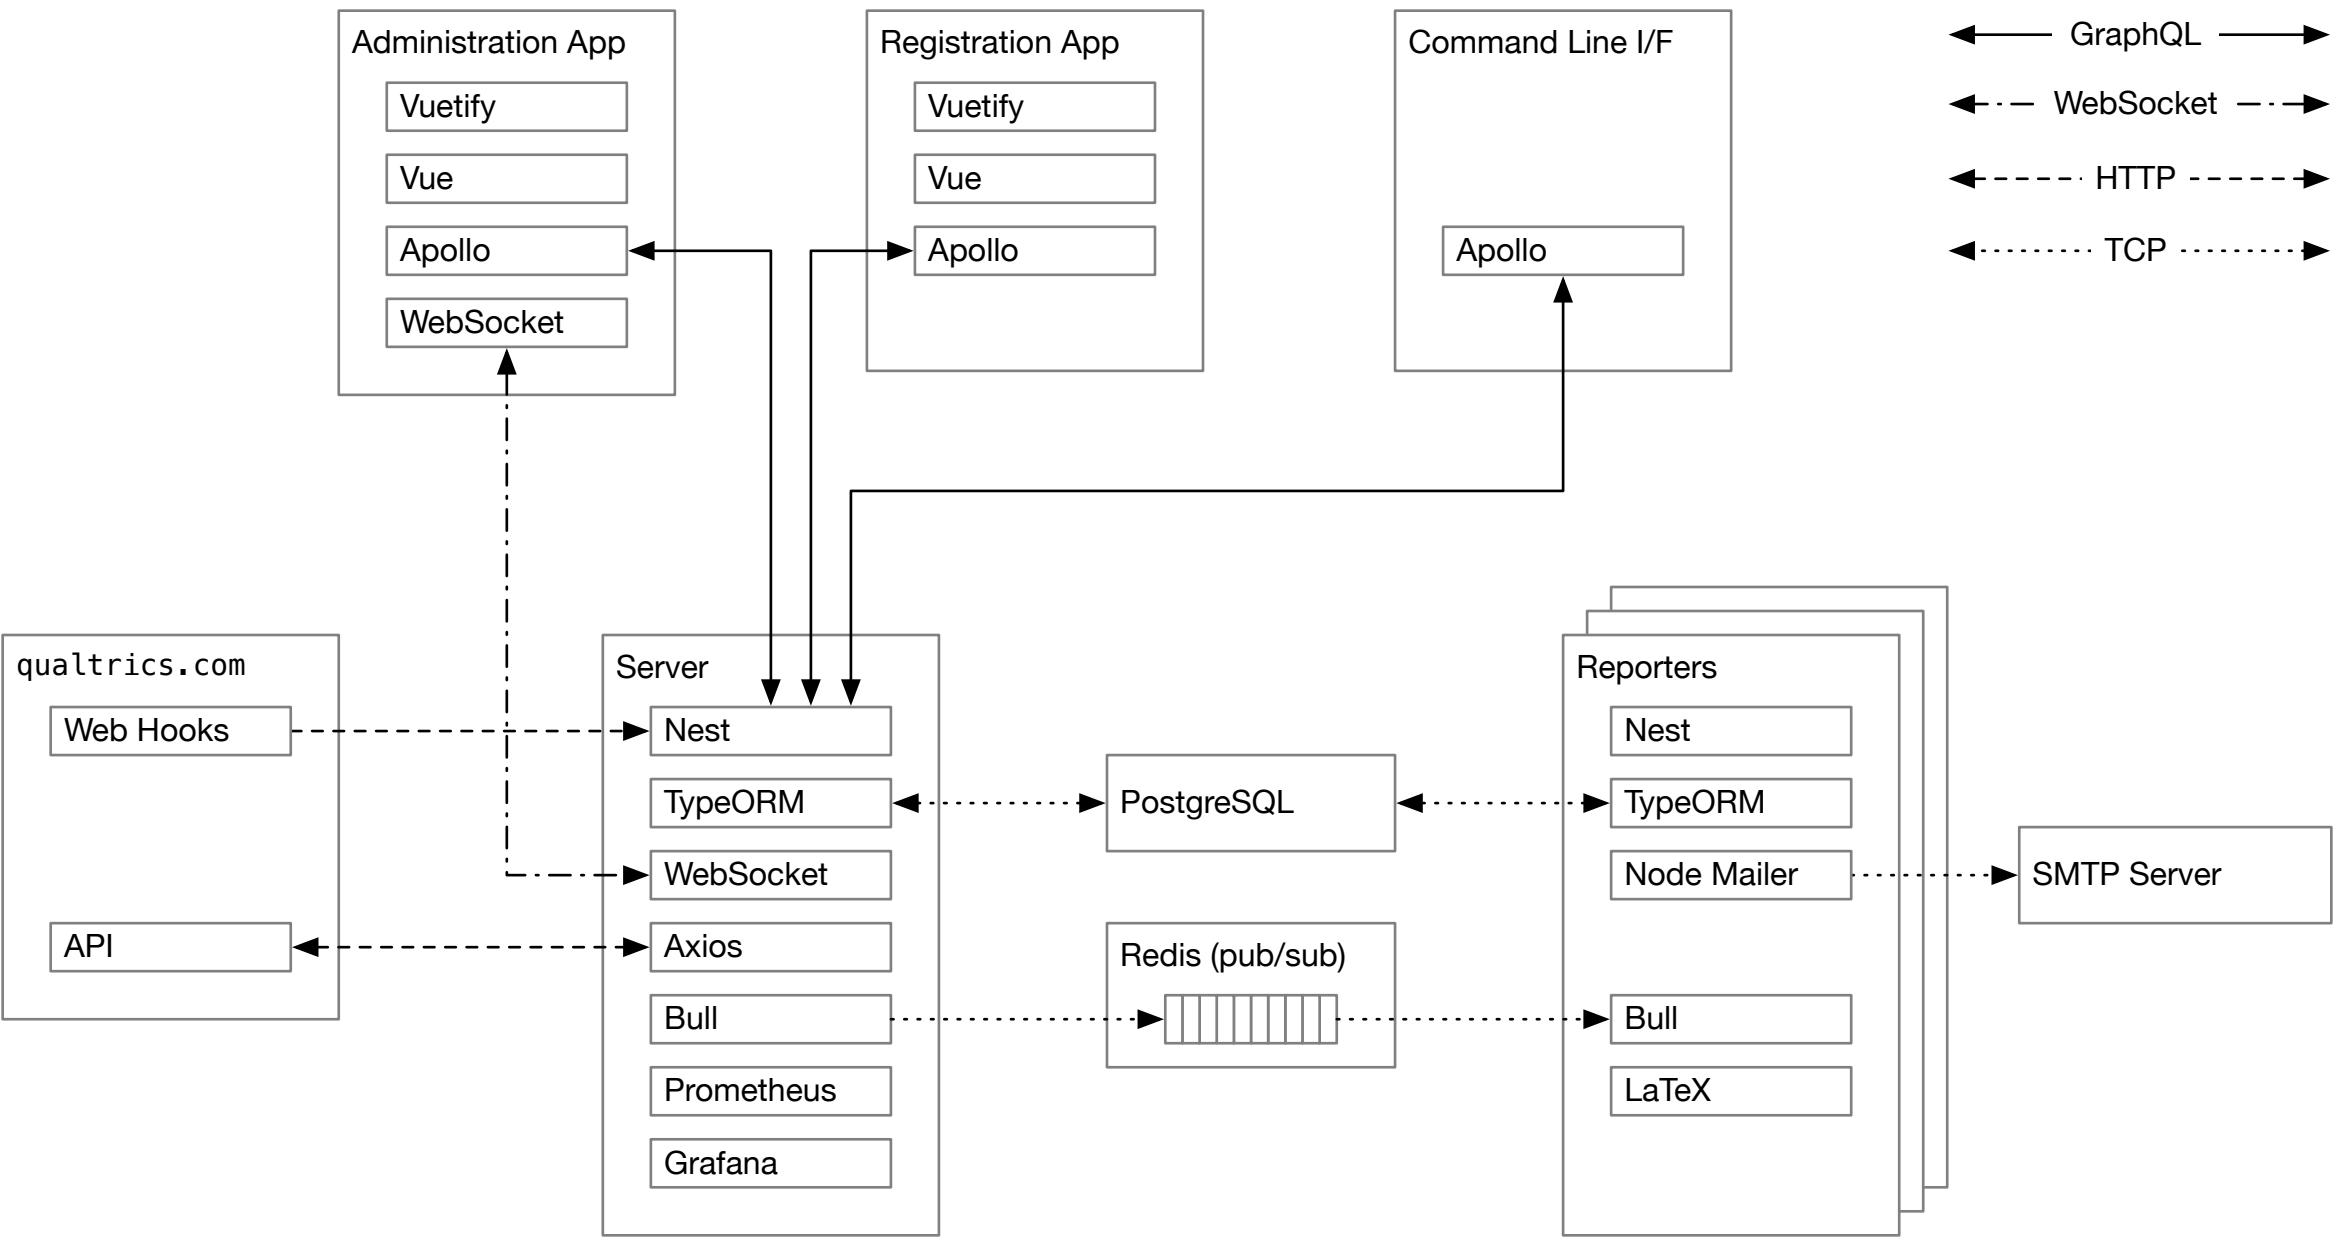 Administration App
Vuetify
Vue
Apollo
WebSocket
Registration App
Vuetify
Vue
Apollo
Command Line I/F
Apollo
GraphQL
WebSocket
HTTP
TCP
qualtrics.com
Web Hooks
API
Server
Nest
TypeORM
WebSocket
Axios
Bull
Prometheus
Grafana
PostgreSQL
Redis (pub/sub)
Reporters
Nest
TypeORM
Node Mailer
Bull
LaTeX
SMTP Server